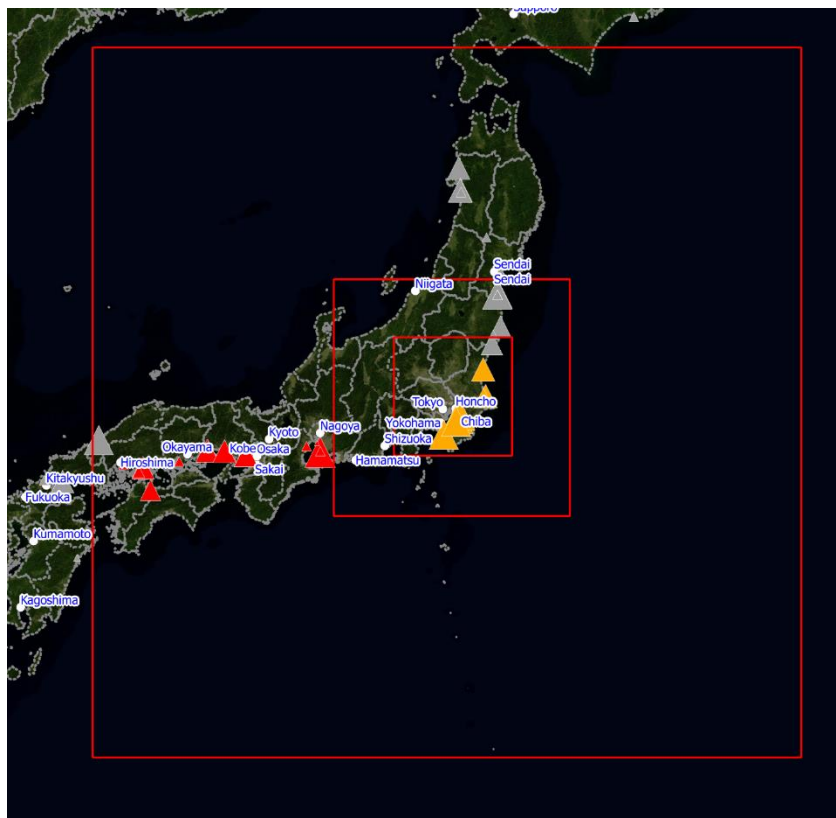 Sapporo
Sendai
Sendai
Niigata
Tokyo
Honcho
Yokohama
Chiba
Nagoya
Shizuoka
Kyoto
Okayama
Kobe
Osaka
Hamamatsu
Hiroshima
Sakai
Kitakyushu
Fukuoka
Kumamoto
Kagoshima